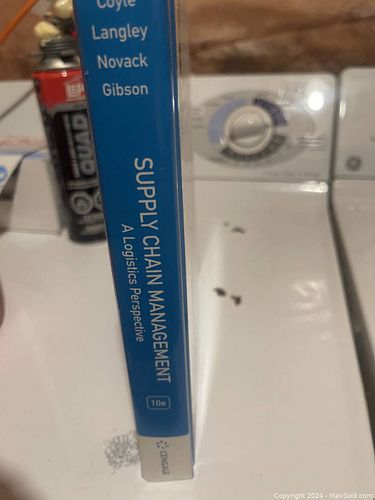 Coyle
Langley
Novack
Gibson
SUPPLY CHAIN MANAGEMENT
A Logistics Perspective
10e
CENGAGE
Copyright 2024 - MaxSold.com